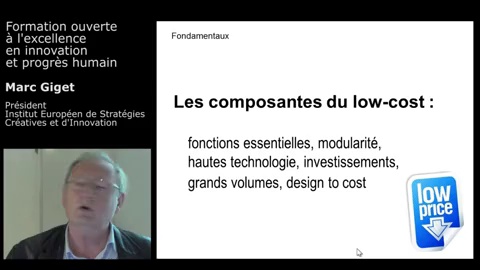 Formation ouverte
à l'excellence
en innovation
et progrès humain
Marc Giget
Président
Institut Européen de Stratégies
Créatives et d'Innovation
Fondamentaux
Les composantes du low-cost :
fonctions essentielles, modularité,
hautes technologie, investissements,
grands volumes, design to cost
low
price